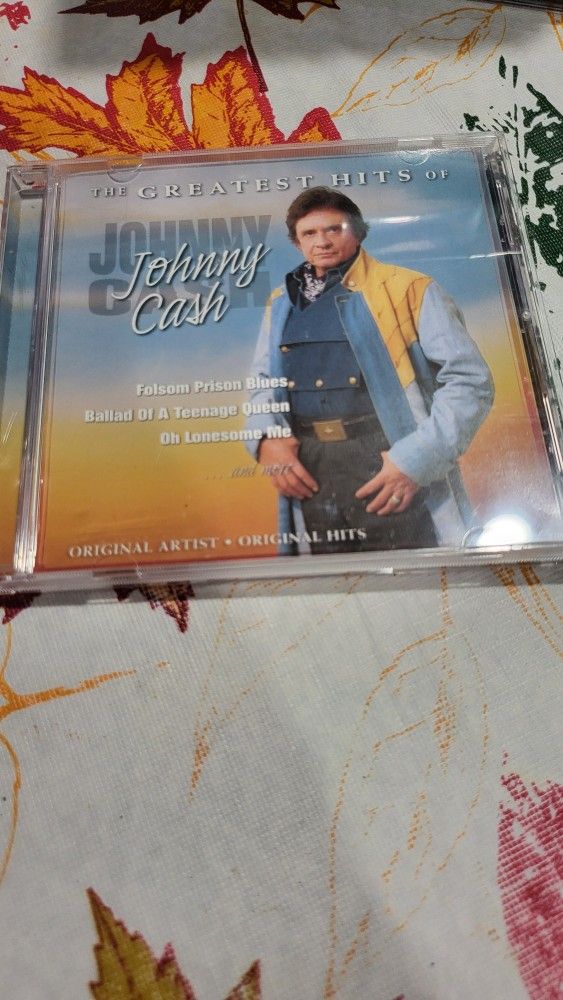 THE GREATEST HITS OF
JOHNNY
CASH
Johnny
Cash
Folsom Prison Blues
Ballad Of A Teenage Queen
Oh Lonesome Me
... and more
ORIGINAL ARTIST • ORIGINAL HITS